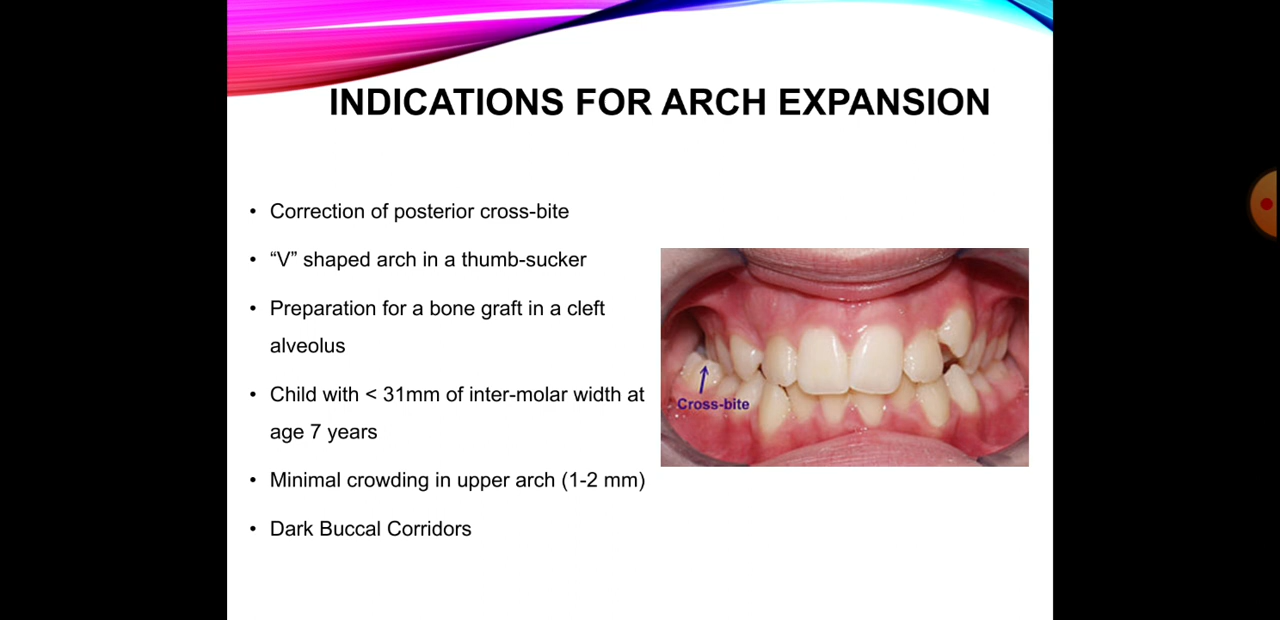 INDICATIONS FOR ARCH EXPANSION
• Correction of posterior cross-bite
• “V” shaped arch in a thumb-sucker
• Preparation for a bone graft in a cleft
alveolus
• Child with < 31mm of inter-molar width at
age 7 years
• Minimal crowding in upper arch (1-2 mm)
• Dark Buccal Corridors
Cross-bite